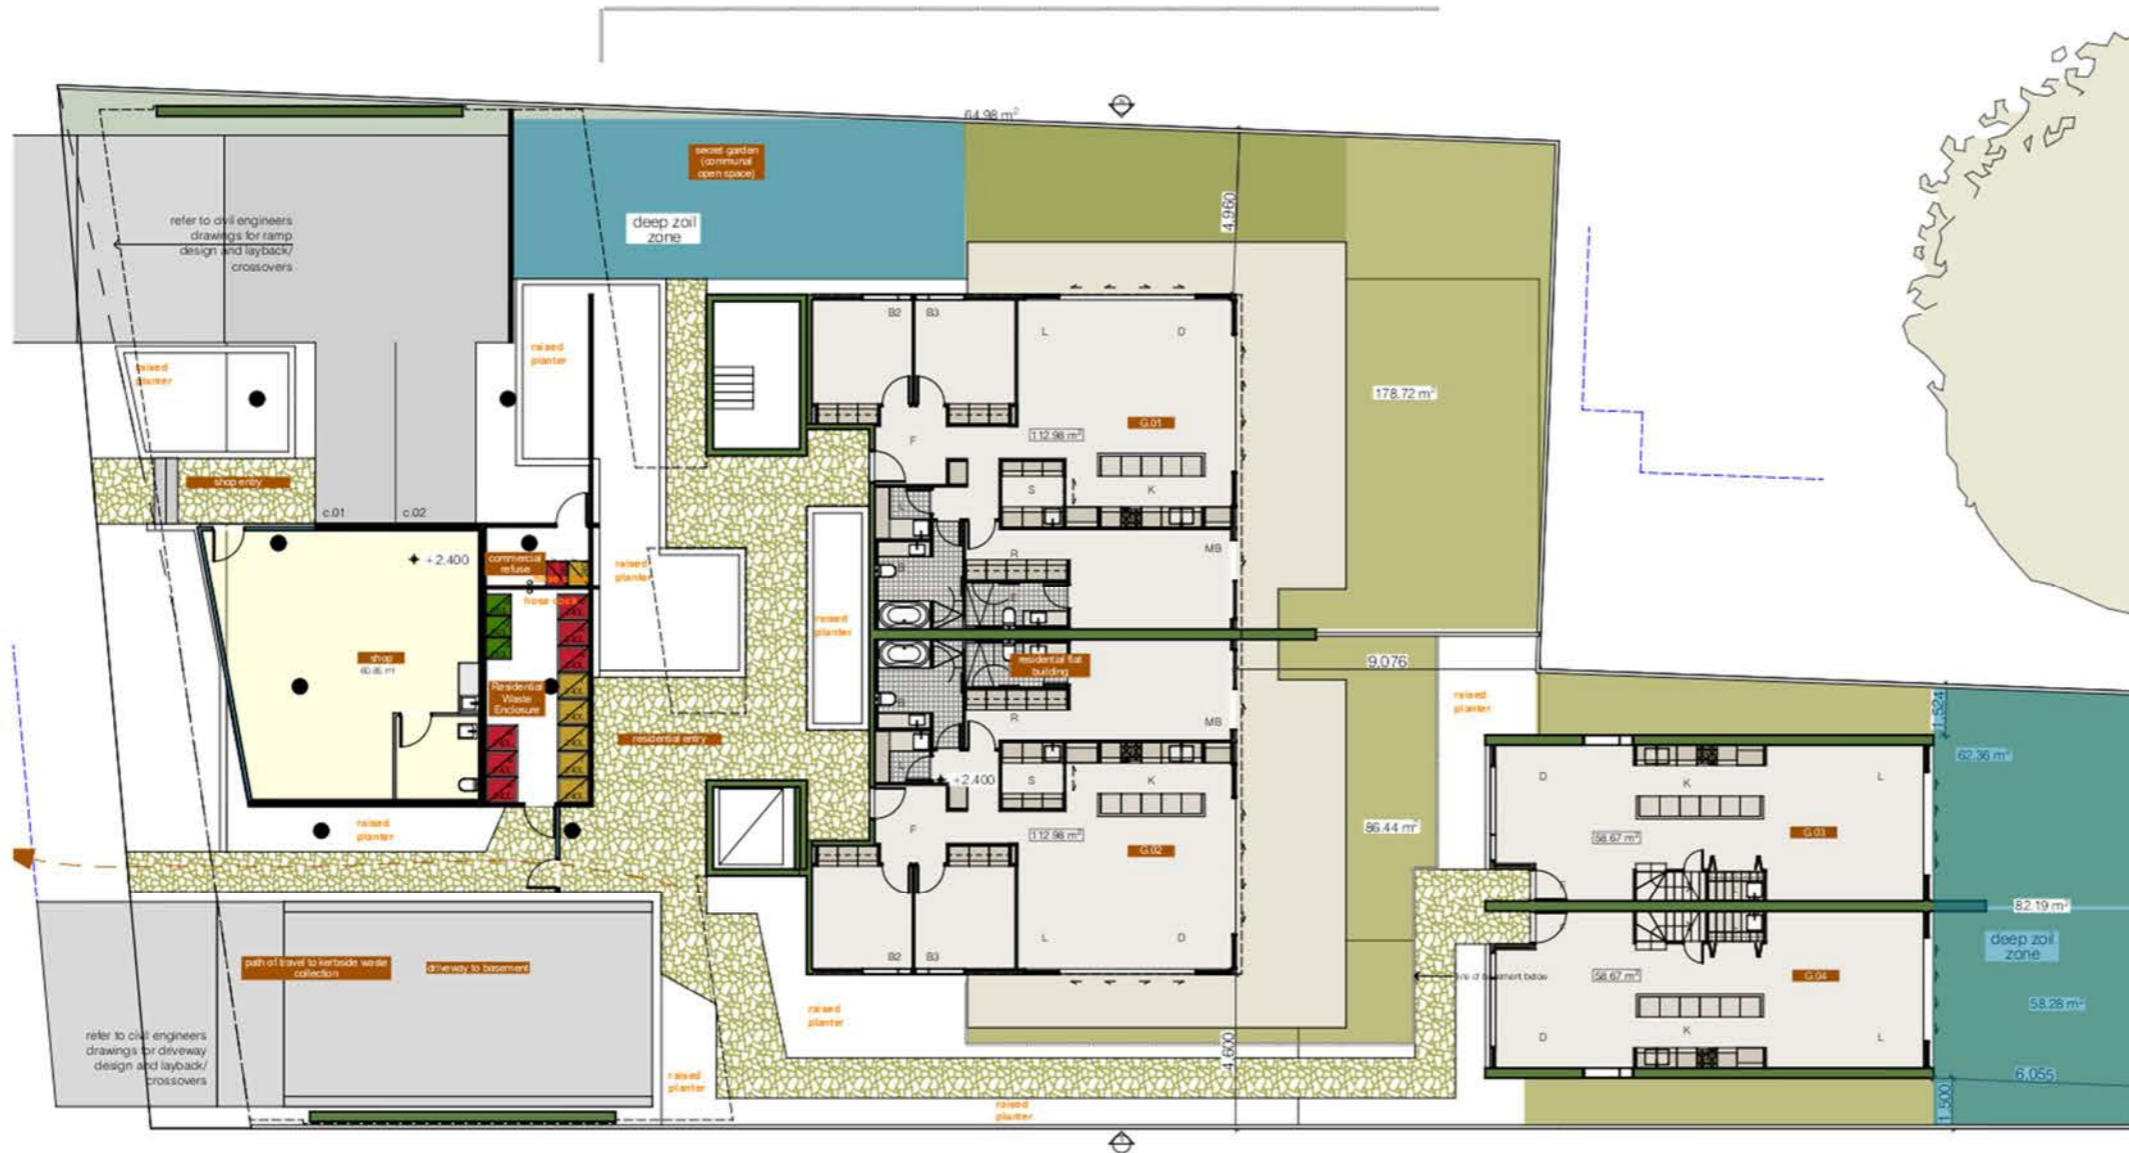 64.98 m²
secret garden
(communal
open space)
deep zoil
zone
refer to civil engineers
drawings for ramp
design and layback/
crossovers
4.960
B2
B3
L
D
raised
planter
raised
planter
178.72 m²
G.01
F
112.98 m²
shop entry
S
K
c.01
c.02
+2.400
commercial
refuse
R
MB
raised
planter
B
raised
planter
shop
Residential
Waste
Enclosure
residential flat
building
9.076
raised
planter
1.524
62.36 m²
B
R
MB
residential entry
+2.400
S
K
D
K
L
raised
planter
F
112.98 m²
G.02
86.44 m²
58.67 m²
G.03
82.19 m²
deep zoil
zone
path of travel to kerbside waste
collection
driveway to basement
B2
B3
L
D
line of basement below
58.67 m²
G.04
58.28 m²
raised
planter
D
K
L
refer to civil engineers
drawings for driveway
design and layback/
crossovers
4.600
raised
planter
raised
planter
6.055
1.500